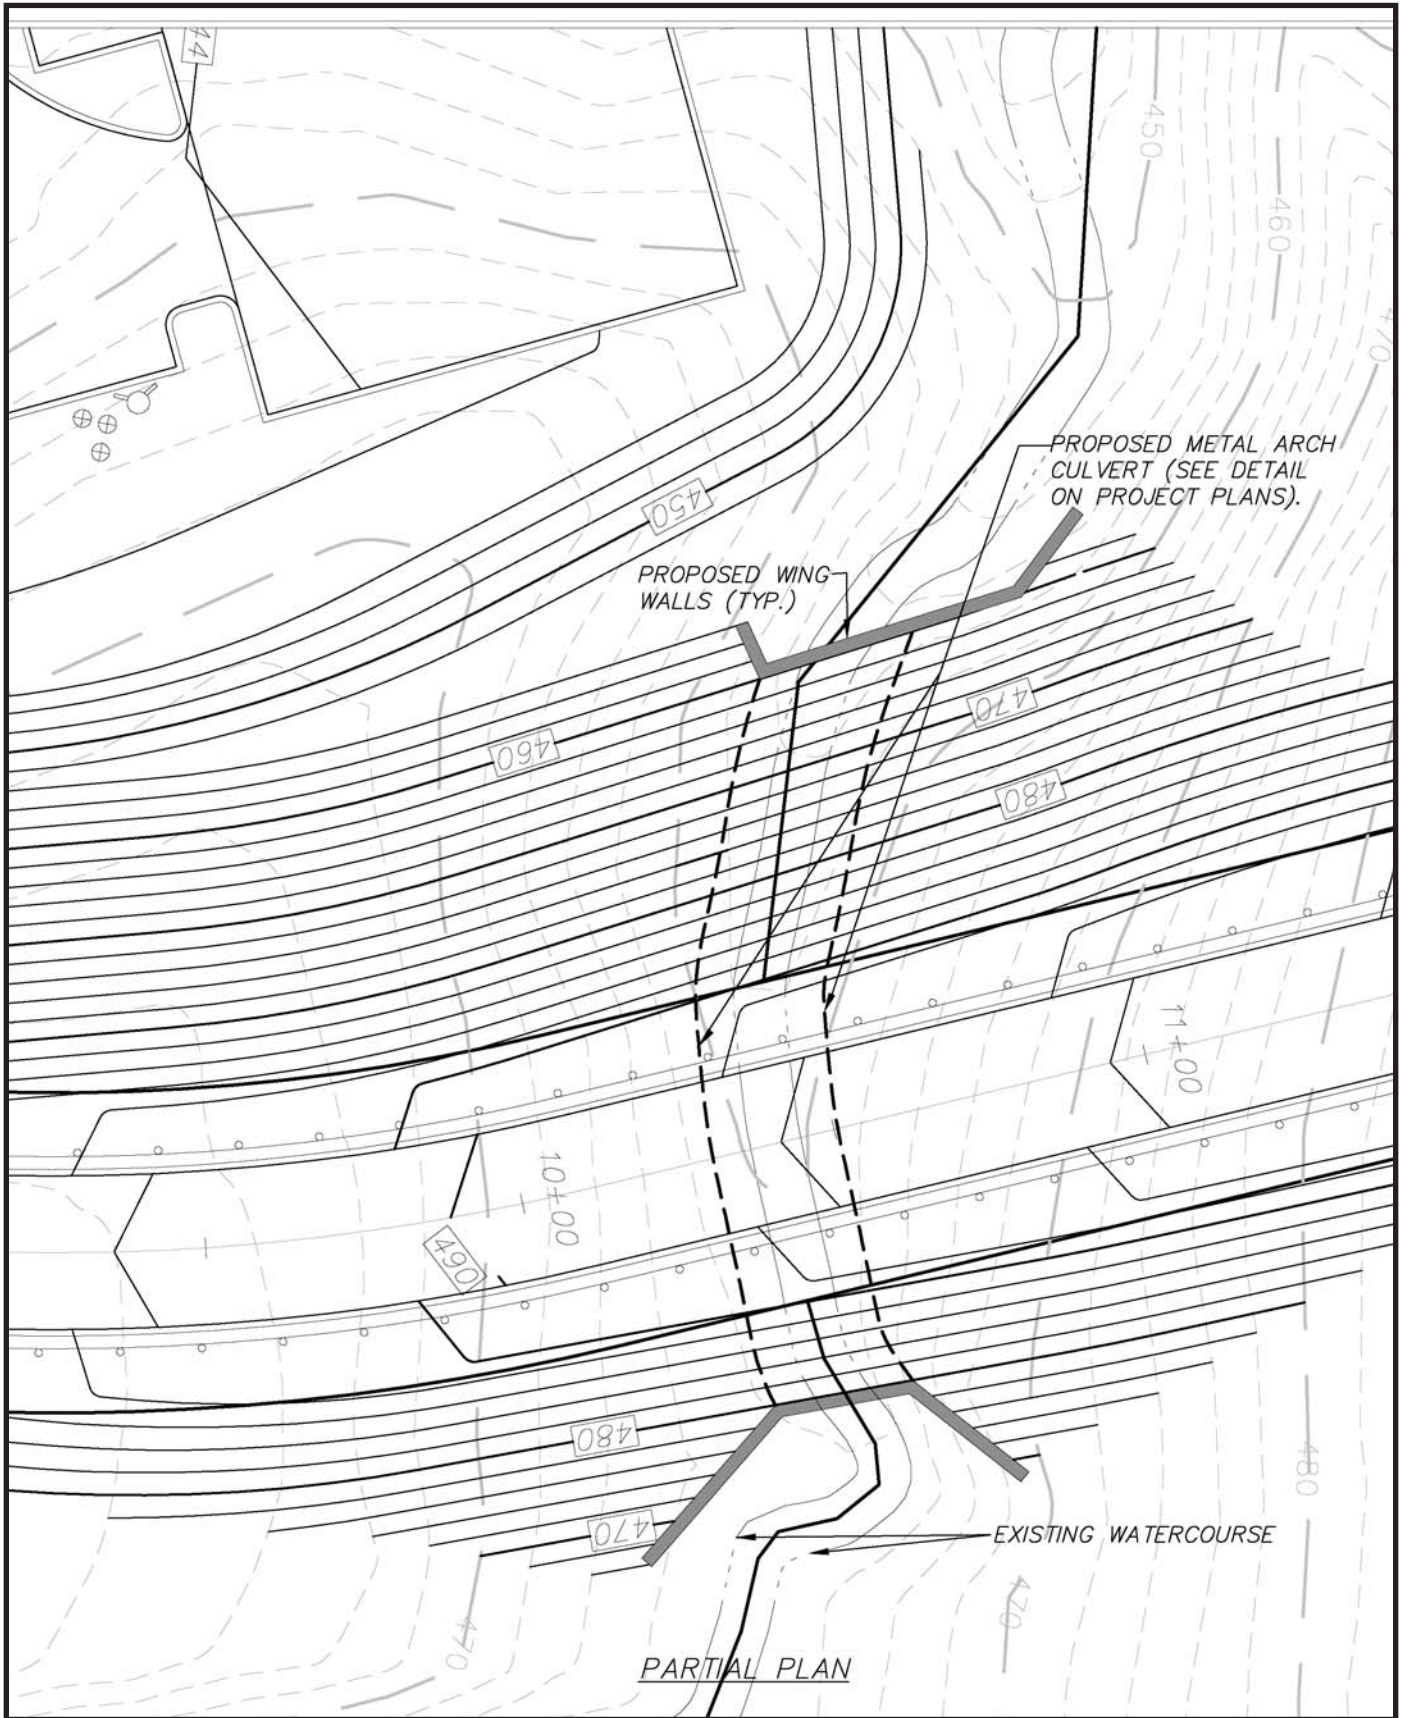 44
450
460
470
PROPOSED METAL ARCH
CULVERT (SEE DETAIL
ON PROJECT PLANS).
450
PROPOSED WING
WALLS (TYP.)
470
460
480
11+00
10+00
490
480
480
470
EXISTING WATERCOURSE
470
470
PARTIAL PLAN